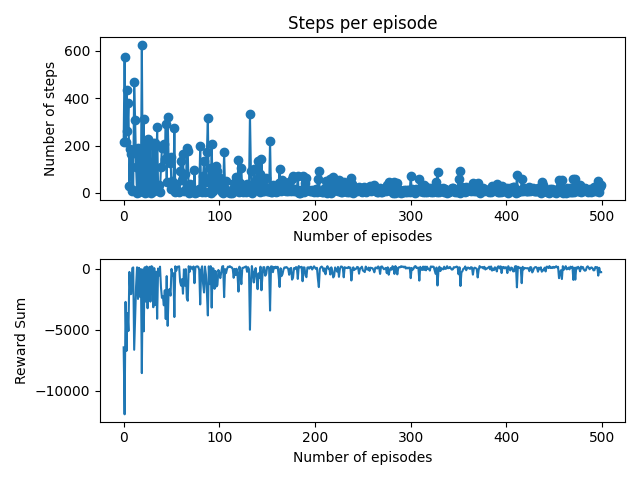 Steps per episode
Number of steps
600
400
200
0
0 100 200 300 400 500
Number of episodes
Reward Sum
0
−5000
−10000
0 100 200 300 400 500
Number of episodes